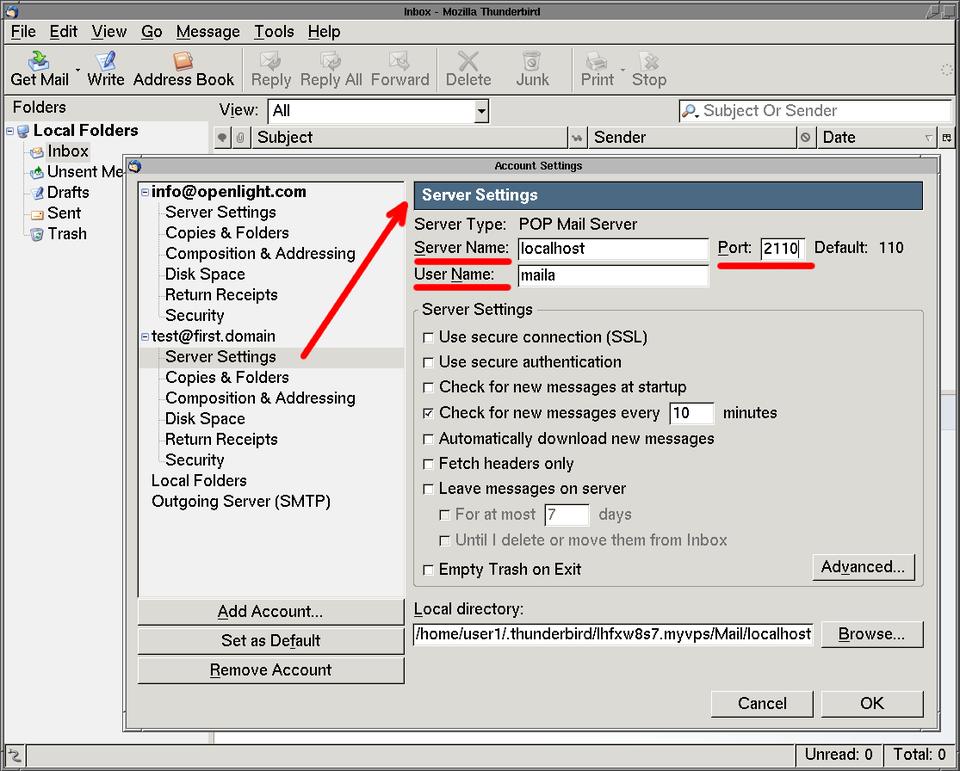 Inbox - Mozilla Thunderbird
File Edit View Go Message Tools Help
Get Mail Write Address Book Reply Reply All Forward Delete Junk Print Stop
Folders
View: All Subject Or Sender
Local Folders
Subject Sender Date
Inbox
Unsent Me
Drafts
Sent
Trash
Account Settings
info@openlight.com
Server Settings
Copies & Folders
Composition & Addressing
Disk Space
Return Receipts
Security
test@first.domain
Server Settings
Copies & Folders
Composition & Addressing
Disk Space
Return Receipts
Security
Local Folders
Outgoing Server (SMTP)
Add Account...
Set as Default
Remove Account
Server Settings
Server Type: POP Mail Server
Server Name: localhost Port: 2110 Default: 110
User Name: maila
Server Settings
Use secure connection (SSL)
Use secure authentication
Check for new messages at startup
Check for new messages every 10 minutes
Automatically download new messages
Fetch headers only
Leave messages on server
For at most 7 days
Until I delete or move them from Inbox
Empty Trash on Exit
Advanced...
Local directory:
/home/user1/.thunderbird/lhfxw8s7.myvps/Mail/localhost Browse...
Cancel OK
Unread: 0 Total: 0